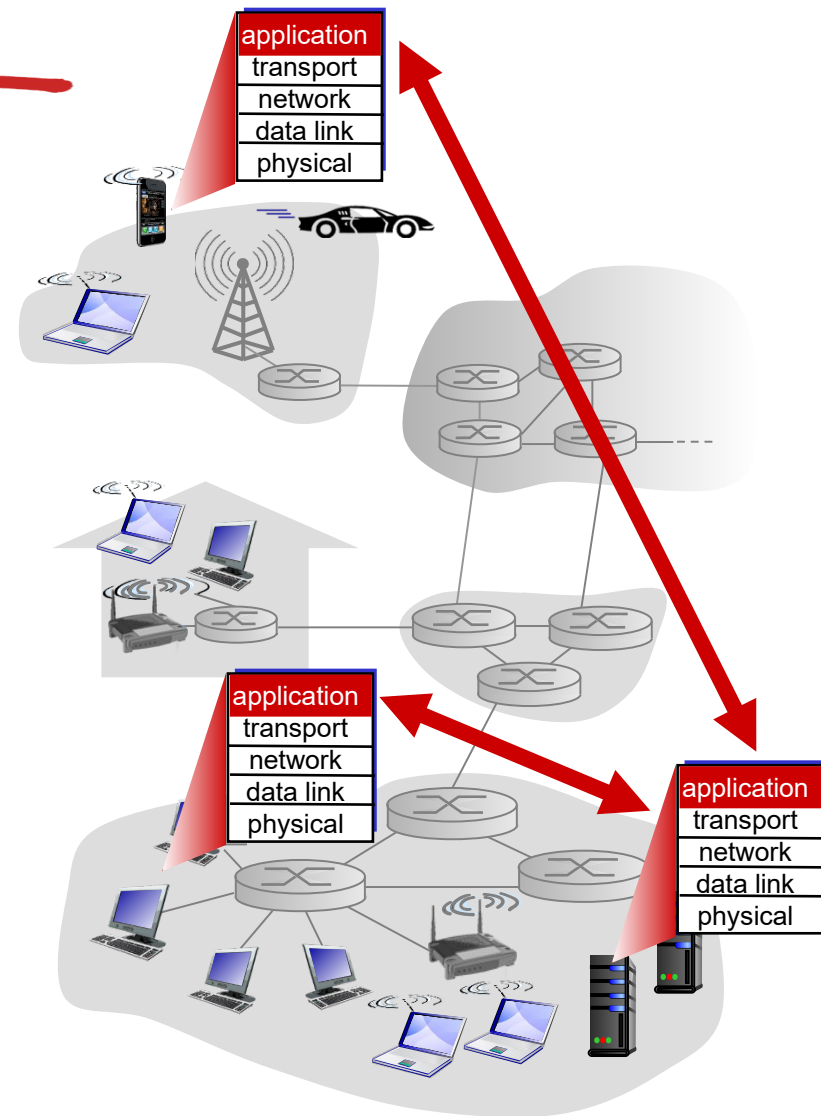 application
transport
network
data link
physical
application
transport
network
data link
physical
application
transport
network
data link
physical